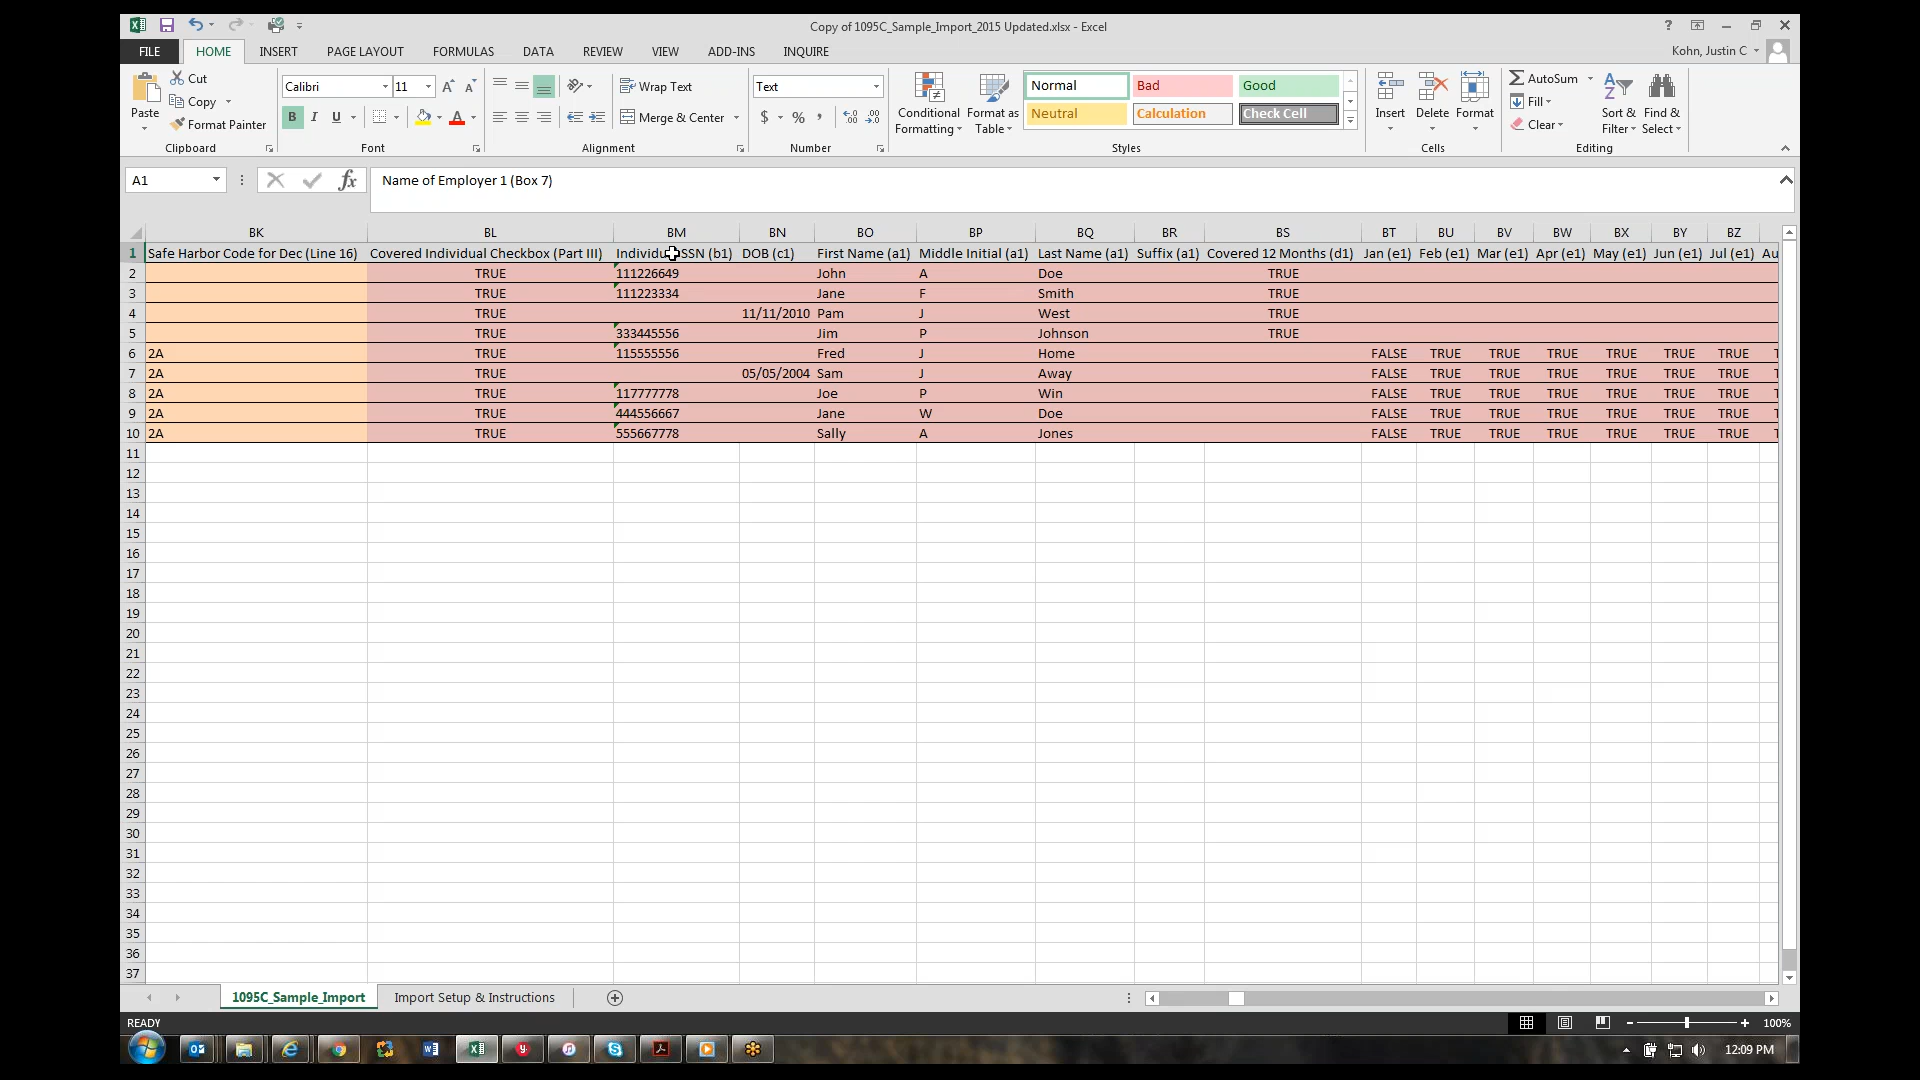 Copy of 1095C_Sample_Import_2015 Updated.xlsx - Excel
?
FILE HOME INSERT PAGE LAYOUT FORMULAS DATA REVIEW VIEW ADD-INS INQUIRE Kohn, Justin C
Paste Cut Copy Format Painter Clipboard
Calibri 11 B I U A Font
Wrap Text Merge & Center Alignment
Text $ % , Number
Conditional Formatting Format as Table Normal Bad Good Neutral Calculation Check Cell Styles
Insert Delete Format Cells
AutoSum Fill Clear Sort & Filter Find & Select Editing
A1 fx Name of Employer 1 (Box 7)
BK BL BM BN BO BP BQ BR BS BT BU BV BW BX BY BZ
1 Safe Harbor Code for Dec (Line 16) Covered Individual Checkbox (Part III) SSN (b1) DOB (c1) First Name (a1) Middle Initial (a1) Last Name (a1) Suffix (a1) Covered 12 Months (d1) Jan (e1) Feb (e1) Mar (e1) Apr (e1) May (e1) Jun (e1) Jul (e1) Au
2 TRUE 111226649 John A Doe TRUE
3 TRUE 111223334 Jane F Smith TRUE
4 TRUE 11/11/2010 Pam J West TRUE
5 TRUE 333445556 Jim P Johnson TRUE
6 2A TRUE 115555556 Fred J Home FALSE TRUE TRUE TRUE TRUE TRUE TRUE T
7 2A TRUE 05/05/2004 Sam J Away FALSE TRUE TRUE TRUE TRUE TRUE TRUE T
8 2A TRUE 117777778 Joe P Win FALSE TRUE TRUE TRUE TRUE TRUE TRUE T
9 2A TRUE 444556667 Jane W Doe FALSE TRUE TRUE TRUE TRUE TRUE TRUE T
10 2A TRUE 555667778 Sally A Jones FALSE TRUE TRUE TRUE TRUE TRUE TRUE T
11
12
13
14
15
16
17
18
19
20
21
22
23
24
25
26
27
28
29
30
31
32
33
34
35
36
37
1095C_Sample_Import Import Setup & Instructions
READY 100%
12:09 PM